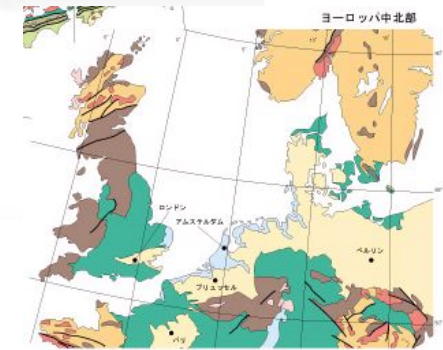 ヨーロッパ中北部
ロンドン
アムステルダム
ベルリン
ブリュッセル
パリ